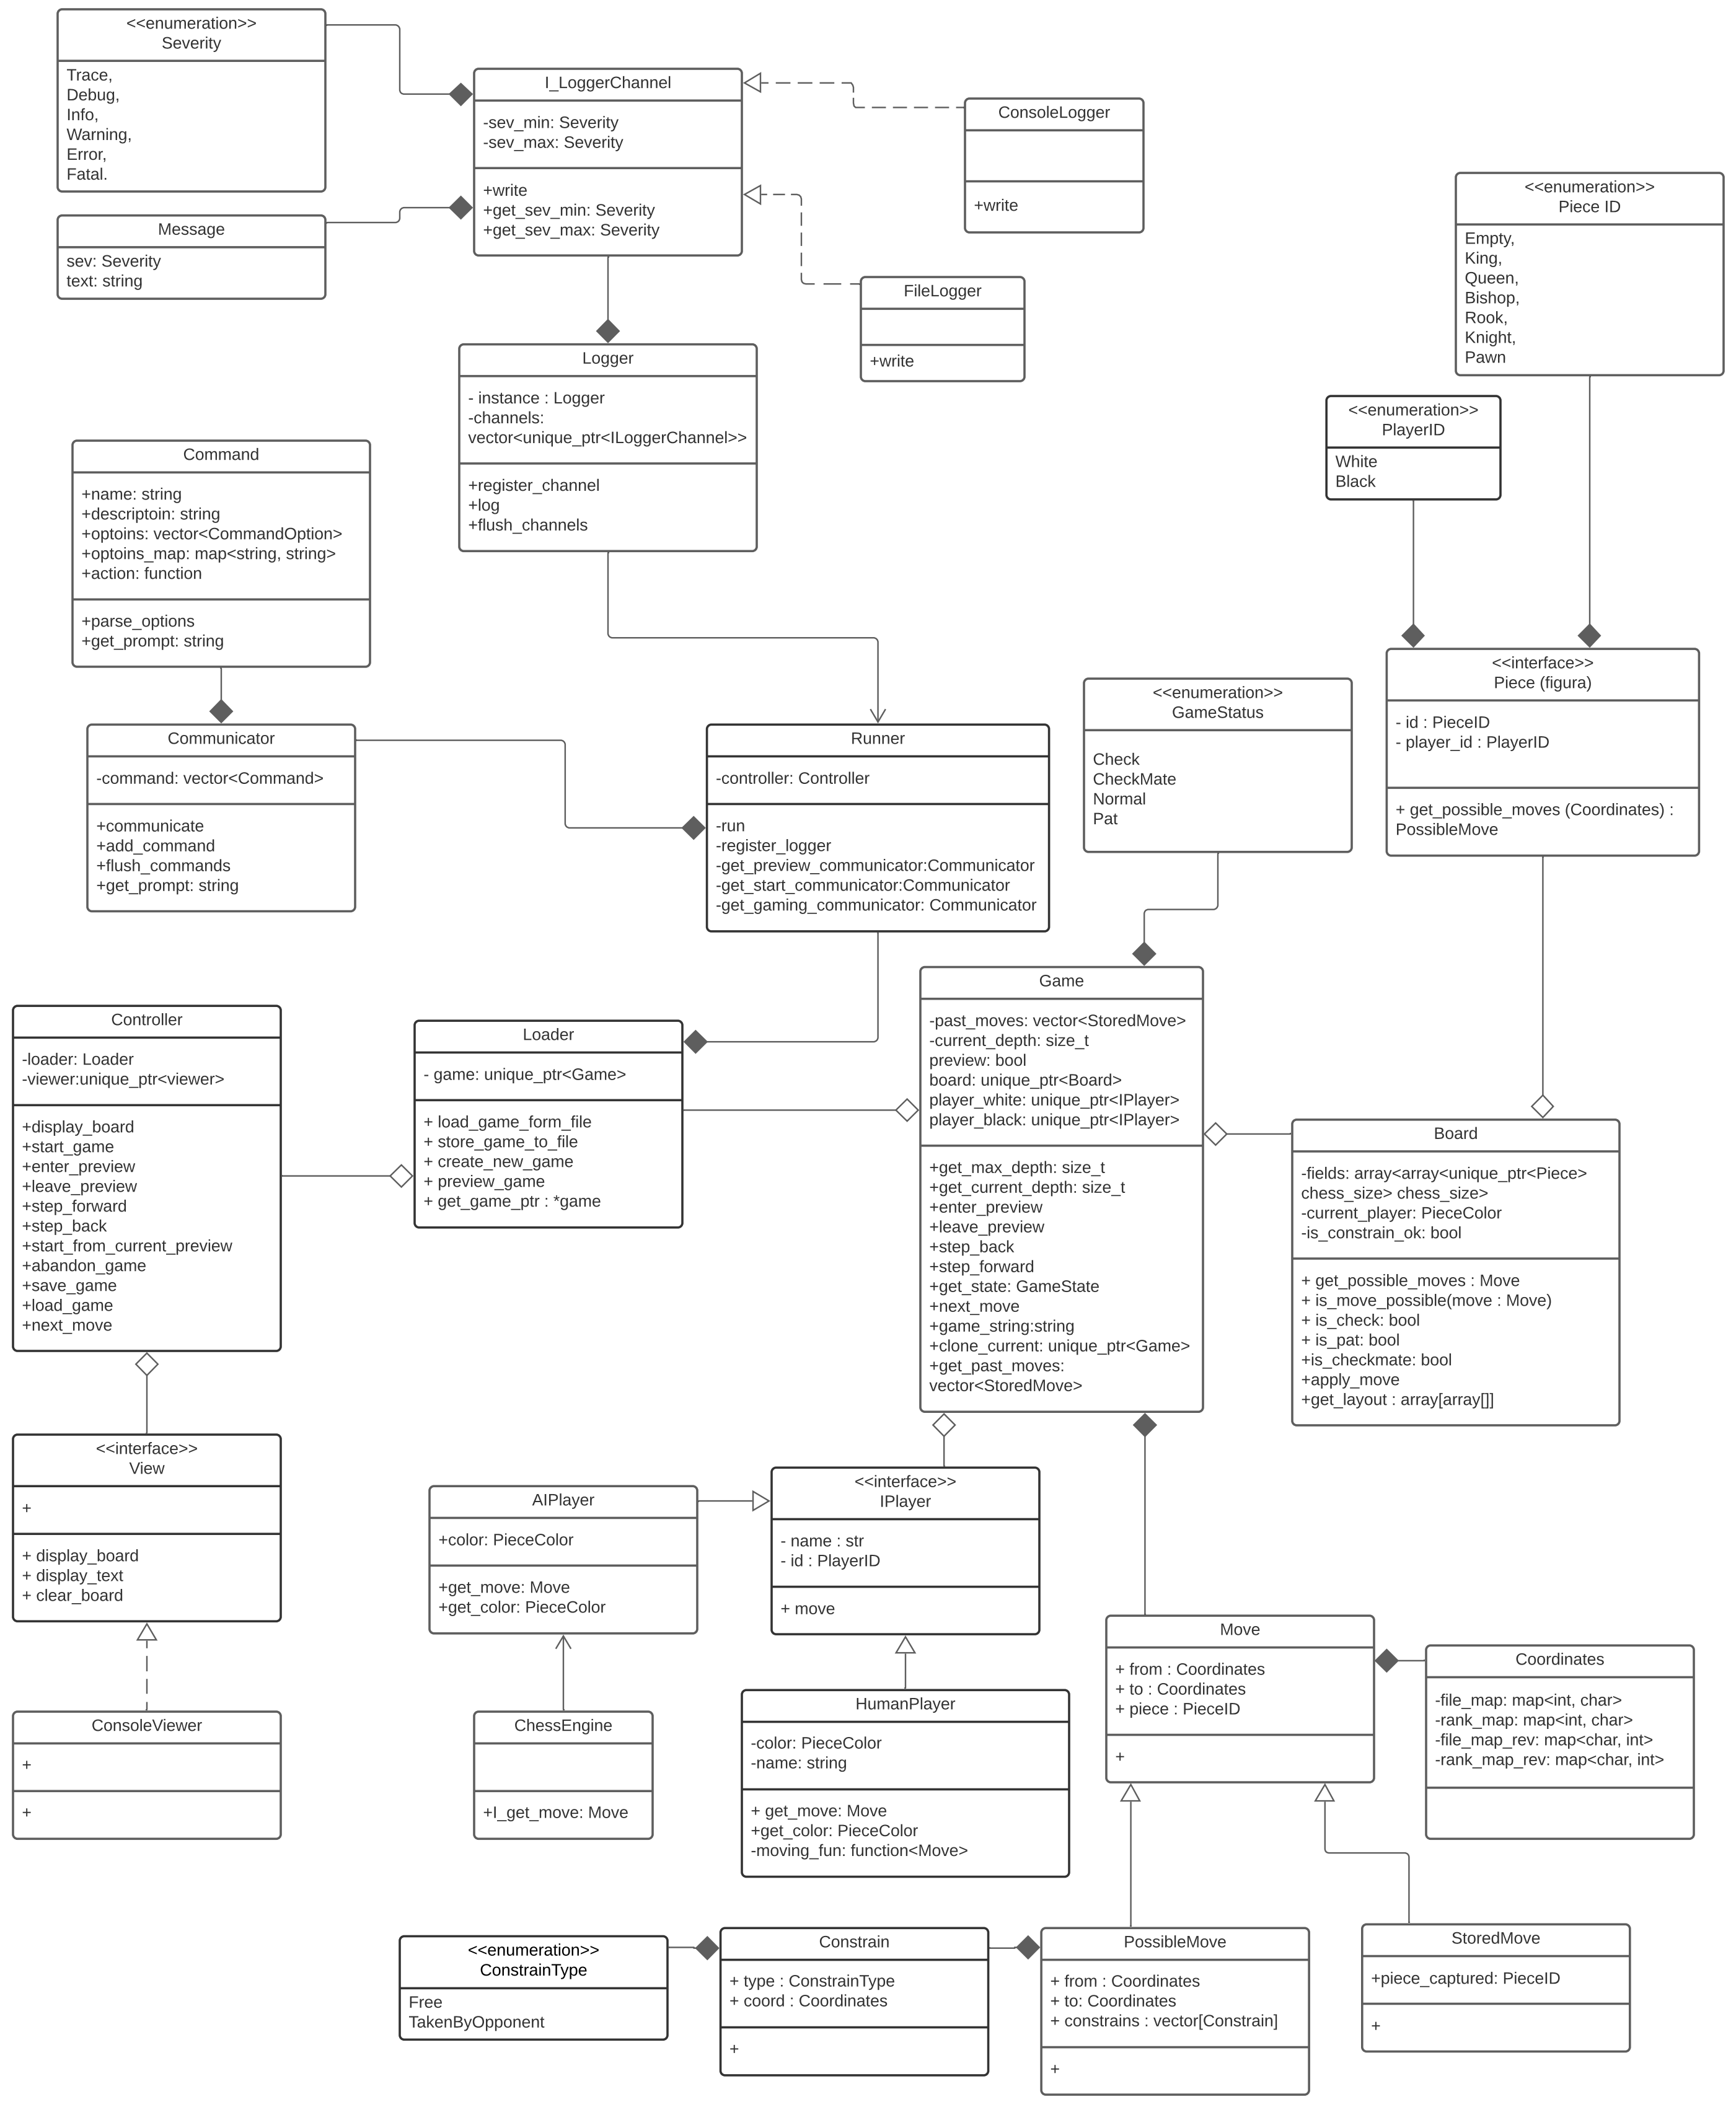 <<enumeration>>
Severity
Trace,
Debug,
Info,
Warning,
Error,
Fatal.
Message
sev: Severity
text: string
I_LoggerChannel
-sev_min: Severity
-sev_max: Severity
+write
+get_sev_min: Severity
+get_sev_max: Severity
ConsoleLogger
+write
FileLogger
+write
<<enumeration>>
Piece ID
Empty,
King,
Queen,
Bishop,
Rook,
Knight,
Pawn
<<enumeration>>
PlayerID
White
Black
Logger
- instance : Logger
-channels:
vector<unique_ptr<ILoggerChannel>>
+register_channel
+log
+flush_channels
Command
+name: string
+descriptoin: string
+optoins: vector<CommandOption>
+optoins_map: map<string, string>
+action: function
+parse_options
+get_prompt: string
Communicator
-command: vector<Command>
+communicate
+add_command
+flush_commands
+get_prompt: string
Runner
-controller: Controller
-run
-register_logger
-get_preview_communicator:Communicator
-get_start_communicator:Communicator
-get_gaming_communicator: Communicator
<<enumeration>>
GameStatus
Check
CheckMate
Normal
Pat
<<interface>>
Piece (figura)
- id : PieceID
- player_id : PlayerID
+ get_possible_moves (Coordinates) :
PossibleMove
Controller
-loader: Loader
-viewer:unique_ptr<viewer>
+display_board
+start_game
+enter_preview
+leave_preview
+step_forward
+step_back
+start_from_current_preview
+abandon_game
+save_game
+load_game
+next_move
Loader
- game: unique_ptr<Game>
+ load_game_form_file
+ store_game_to_file
+ create_new_game
+ preview_game
+ get_game_ptr : *game
Game
-past_moves: vector<StoredMove>
-current_depth: size_t
preview: bool
board: unique_ptr<Board>
player_white: unique_ptr<IPlayer>
player_black: unique_ptr<IPlayer>
+get_max_depth: size_t
+get_current_depth: size_t
+enter_preview
+leave_preview
+step_back
+step_forward
+get_state: GameState
+next_move
+game_string:string
+clone_current: unique_ptr<Game>
+get_past_moves:
vector<StoredMove>
Board
-fields: array<array<unique_ptr<Piece>
chess_size> chess_size>
-current_player: PieceColor
-is_constrain_ok: bool
+ get_possible_moves : Move
+ is_move_possible(move : Move)
+ is_check: bool
+ is_pat: bool
+is_checkmate: bool
+apply_move
+get_layout : array[array[]]
<<interface>>
View
+
+ display_board
+ display_text
+ clear_board
ConsoleViewer
+
+
AIPlayer
+color: PieceColor
+get_move: Move
+get_color: PieceColor
<<interface>>
IPlayer
- name : str
- id : PlayerID
+ move
ChessEngine
+I_get_move: Move
HumanPlayer
-color: PieceColor
-name: string
+ get_move: Move
+get_color: PieceColor
-moving_fun: function<Move>
Move
+ from : Coordinates
+ to : Coordinates
+ piece : PieceID
+
Coordinates
-file_map: map<int, char>
-rank_map: map<int, char>
-file_map_rev: map<char, int>
-rank_map_rev: map<char, int>
<<enumeration>>
ConstrainType
Free
TakenByOpponent
Constrain
+ type : ConstrainType
+ coord : Coordinates
+
PossibleMove
+ from : Coordinates
+ to: Coordinates
+ constrains : vector[Constrain]
+
StoredMove
+piece_captured: PieceID
+